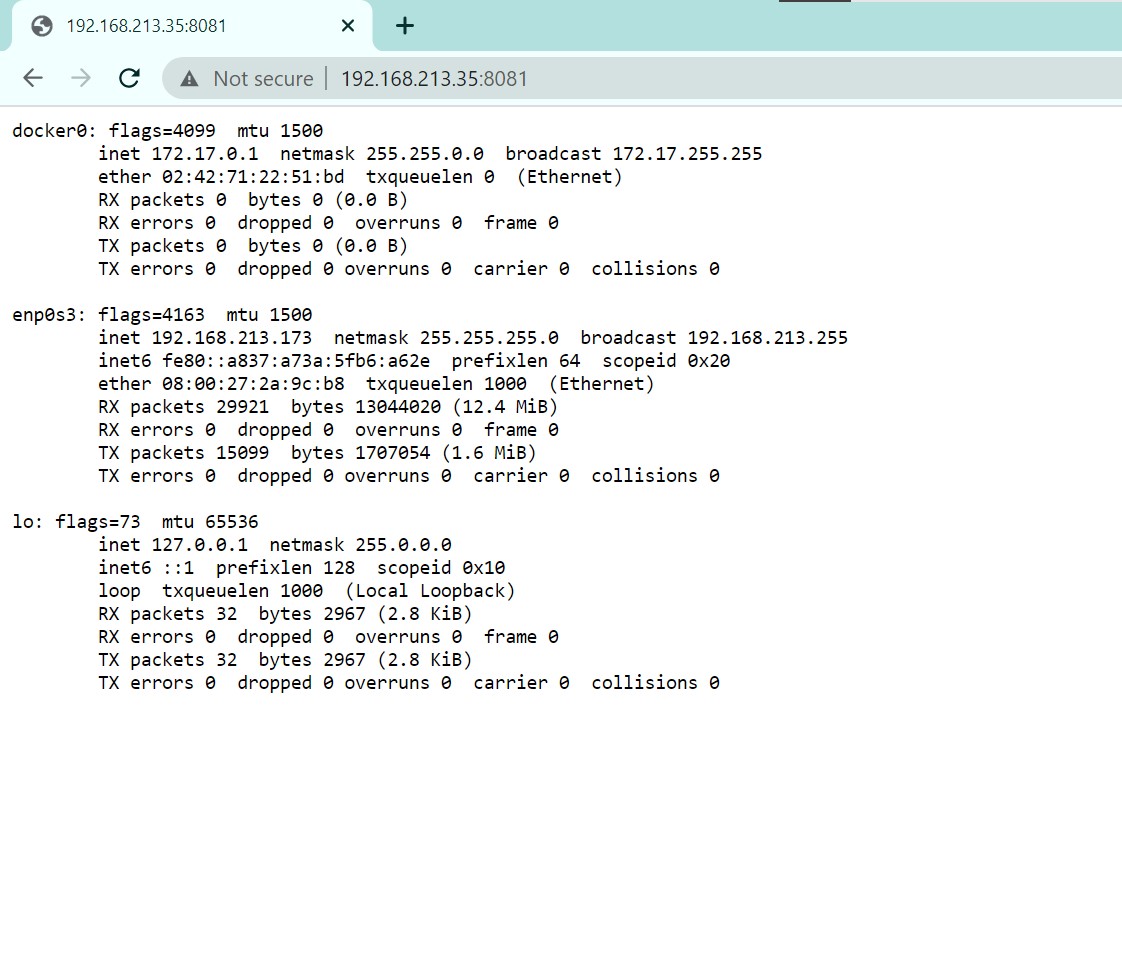 192.168.213.35:8081
Not secure 192.168.213.35:8081
docker0: flags=4099  mtu 1500
        inet 172.17.0.1  netmask 255.255.0.0  broadcast 172.17.255.255
        ether 02:42:71:22:51:bd  txqueuelen 0  (Ethernet)
        RX packets 0  bytes 0 (0.0 B)
        RX errors 0  dropped 0  overruns 0  frame 0
        TX packets 0  bytes 0 (0.0 B)
        TX errors 0  dropped 0 overruns 0  carrier 0  collisions 0
enp0s3: flags=4163  mtu 1500
        inet 192.168.213.173  netmask 255.255.255.0  broadcast 192.168.213.255
        inet6 fe80::a837:a73a:5fb6:a62e  prefixlen 64  scopeid 0x20
        ether 08:00:27:2a:9c:b8  txqueuelen 1000  (Ethernet)
        RX packets 29921  bytes 13044020 (12.4 MiB)
        RX errors 0  dropped 0  overruns 0  frame 0
        TX packets 15099  bytes 1707054 (1.6 MiB)
        TX errors 0  dropped 0 overruns 0  carrier 0  collisions 0
lo: flags=73  mtu 65536
        inet 127.0.0.1  netmask 255.0.0.0
        inet6 ::1  prefixlen 128  scopeid 0x10
        loop  txqueuelen 1000  (Local Loopback)
        RX packets 32  bytes 2967 (2.8 KiB)
        RX errors 0  dropped 0  overruns 0  frame 0
        TX packets 32  bytes 2967 (2.8 KiB)
        TX errors 0  dropped 0 overruns 0  carrier 0  collisions 0